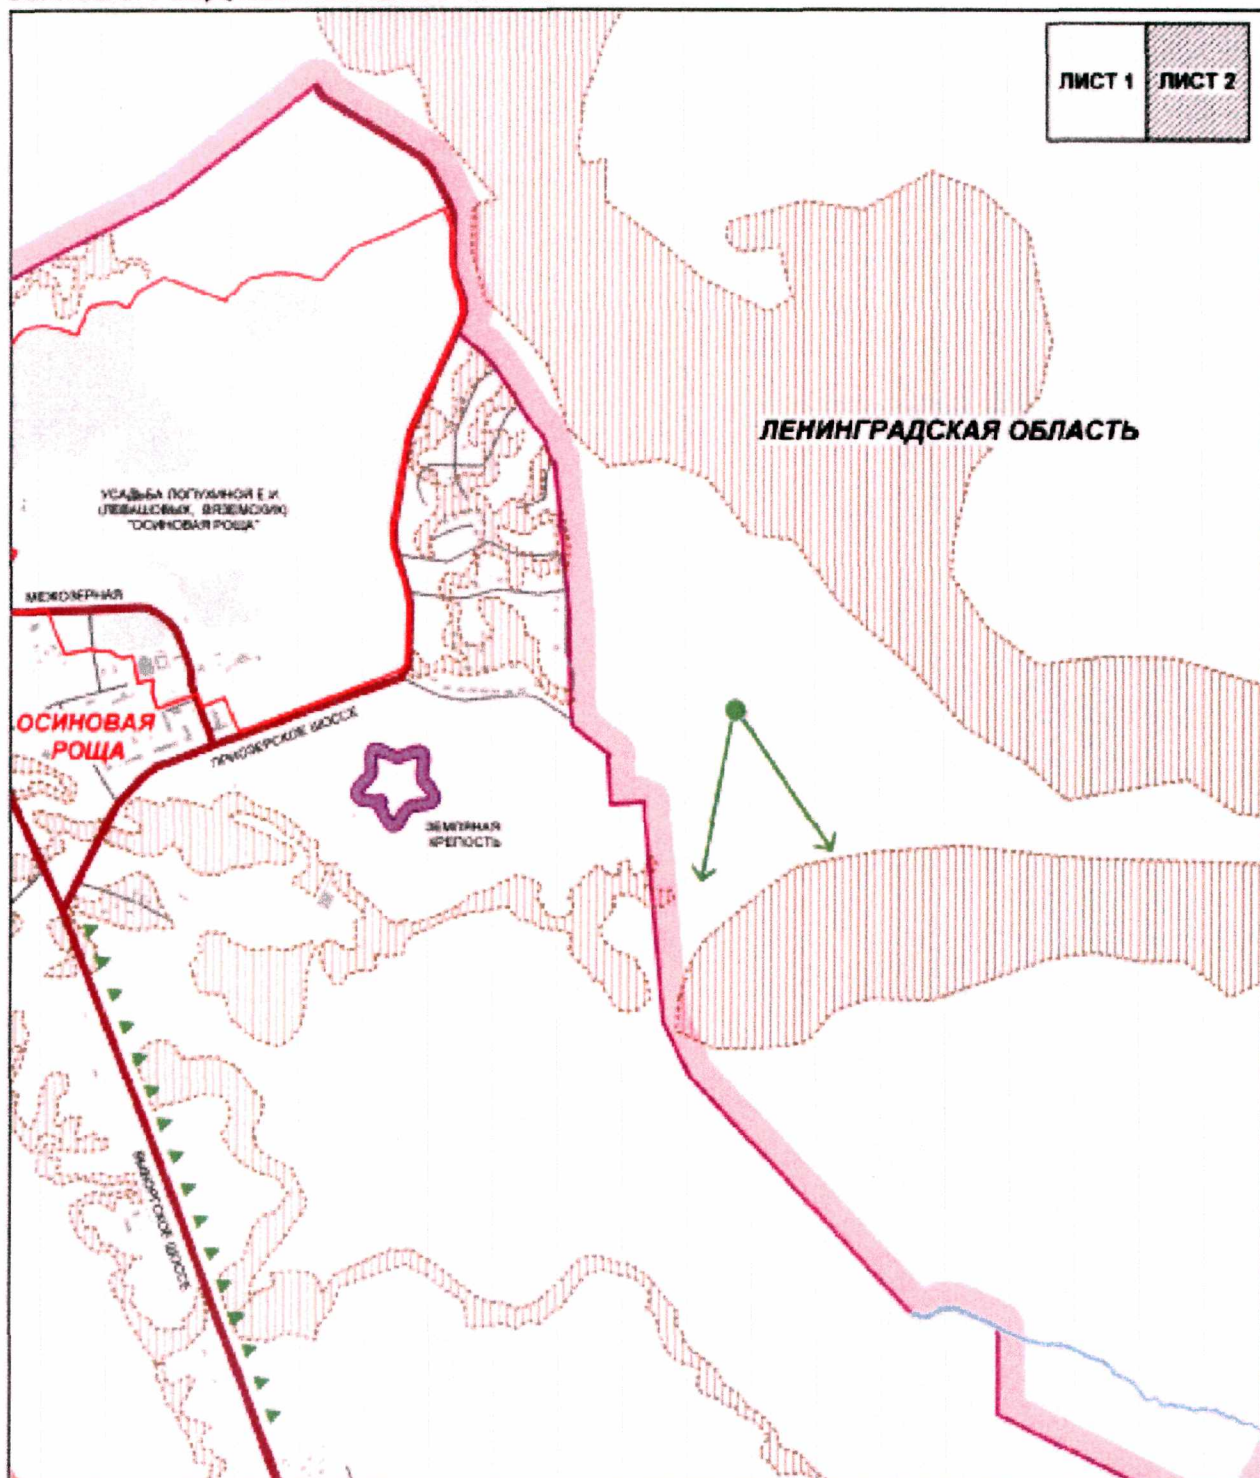 ЛИСТ 1
ЛИСТ 2
ЛЕНИНГРАДСКАЯ ОБЛАСТЬ
УСАДЬБА ЛОПУХИНОЙ Е.И.
(ЛЕВАШОВЫХ, ВЯЗЕМСКИХ)
"ОСИНОВАЯ РОЩА"
МЕЖОЗЕРНАЯ
ОСИНОВАЯ
РОЩА
ПРИОЗЕРСКОЕ ШОССЕ
ЗЕМЛЯНАЯ
КРЕПОСТЬ
ВЫБОРГСКОЕ ШОССЕ